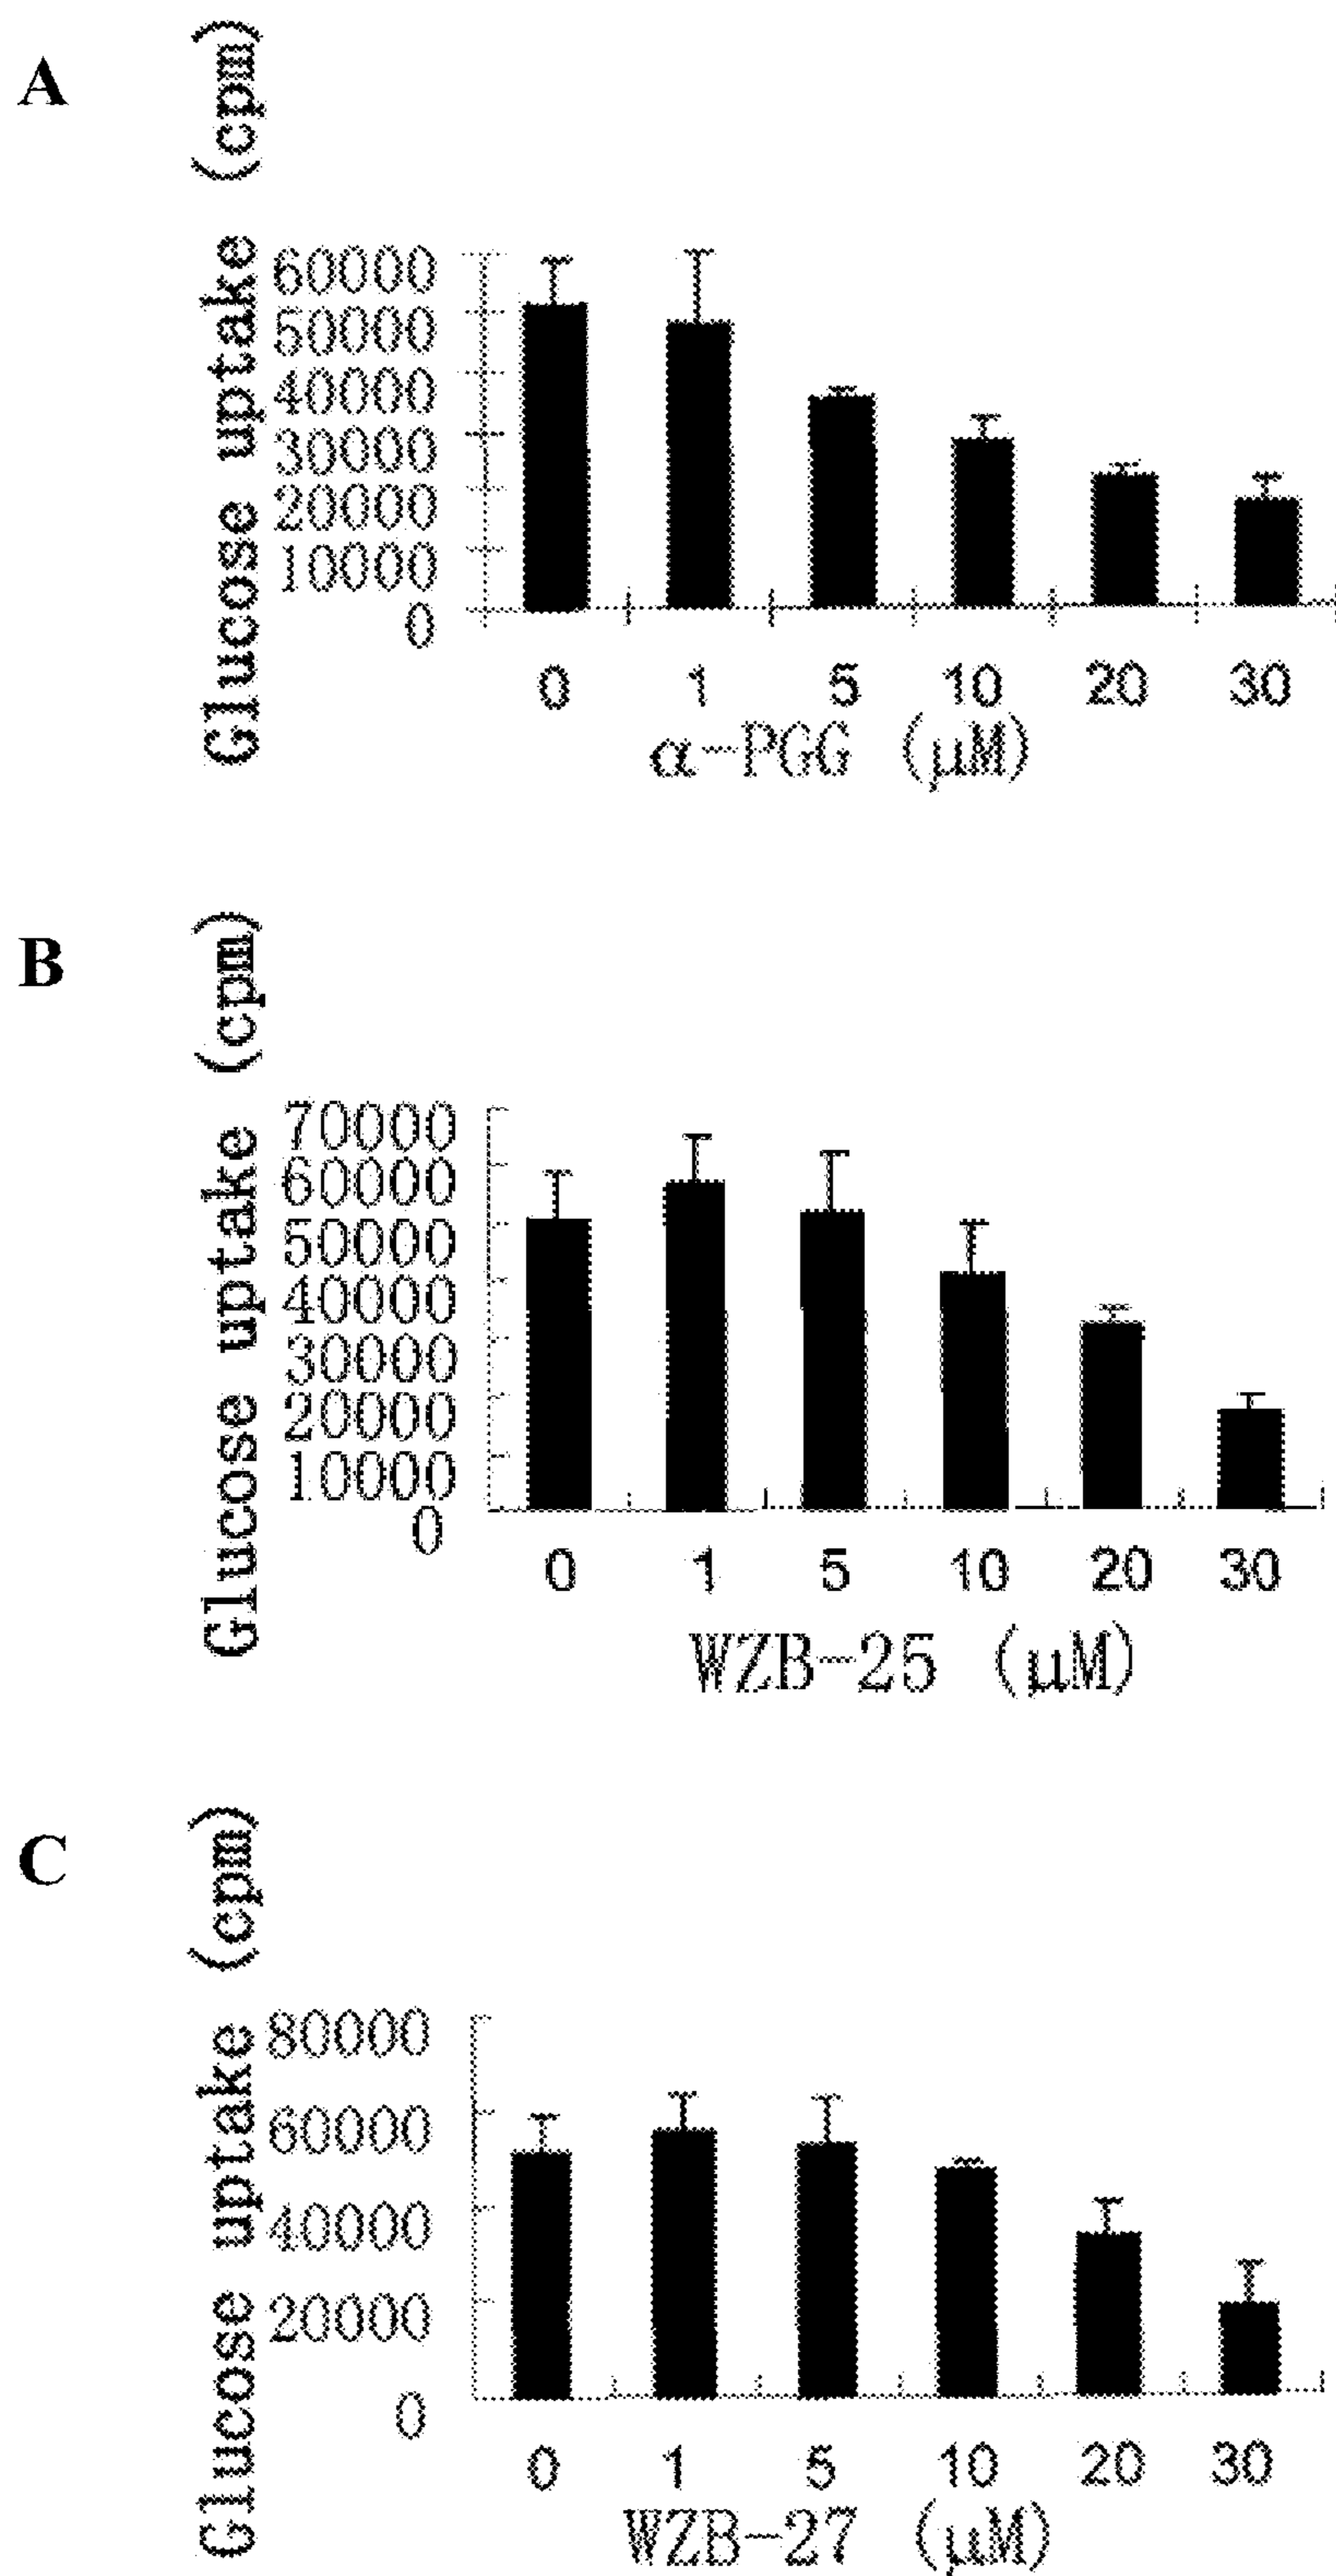 A
Glucose uptake (cpm)
60000
50000
40000
30000
20000
10000
0
0 1 5 10 20 30
α-PGG (μM)
B
Glucose uptake (cpm)
70000
60000
50000
40000
30000
20000
10000
0
0 1 5 10 20 30
WZB-25 (μM)
C
Glucose uptake (cpm)
80000
60000
40000
20000
0
0 1 5 10 20 30
WZB-27 (μM)